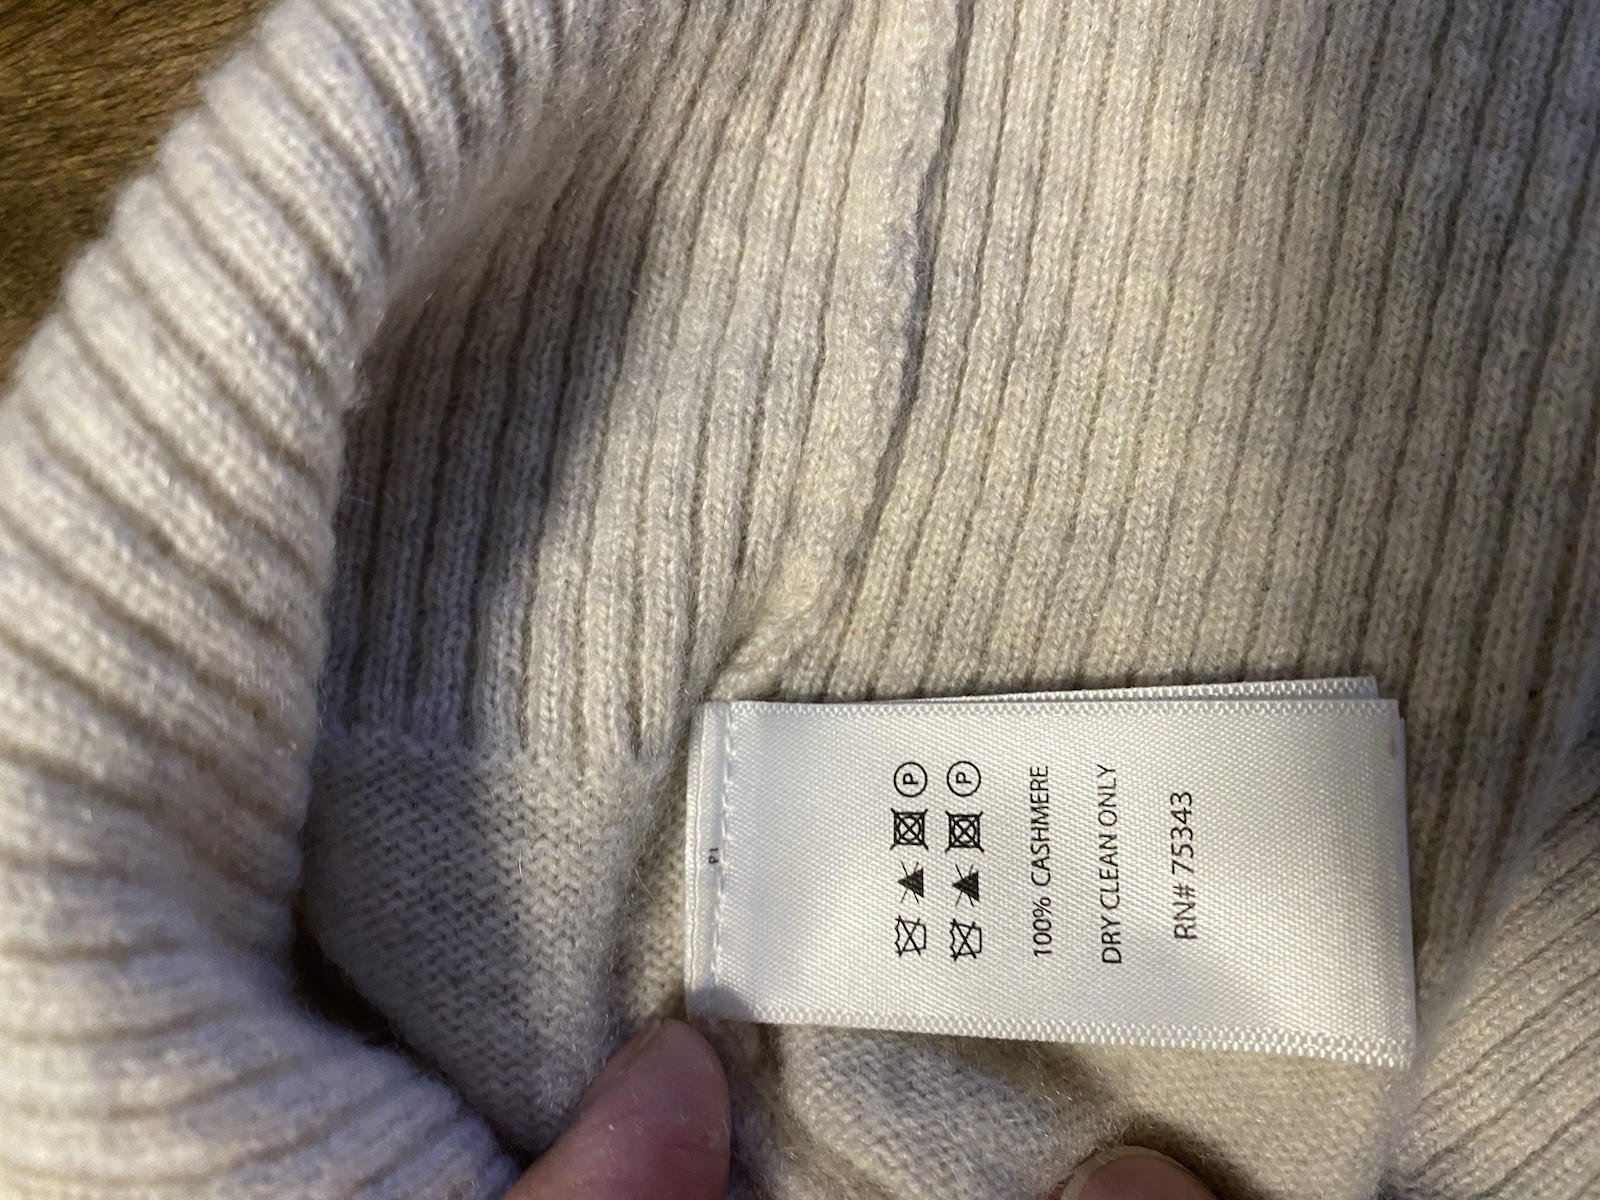 P
P
100% CASHMERE
DRY CLEAN ONLY
RN# 75343